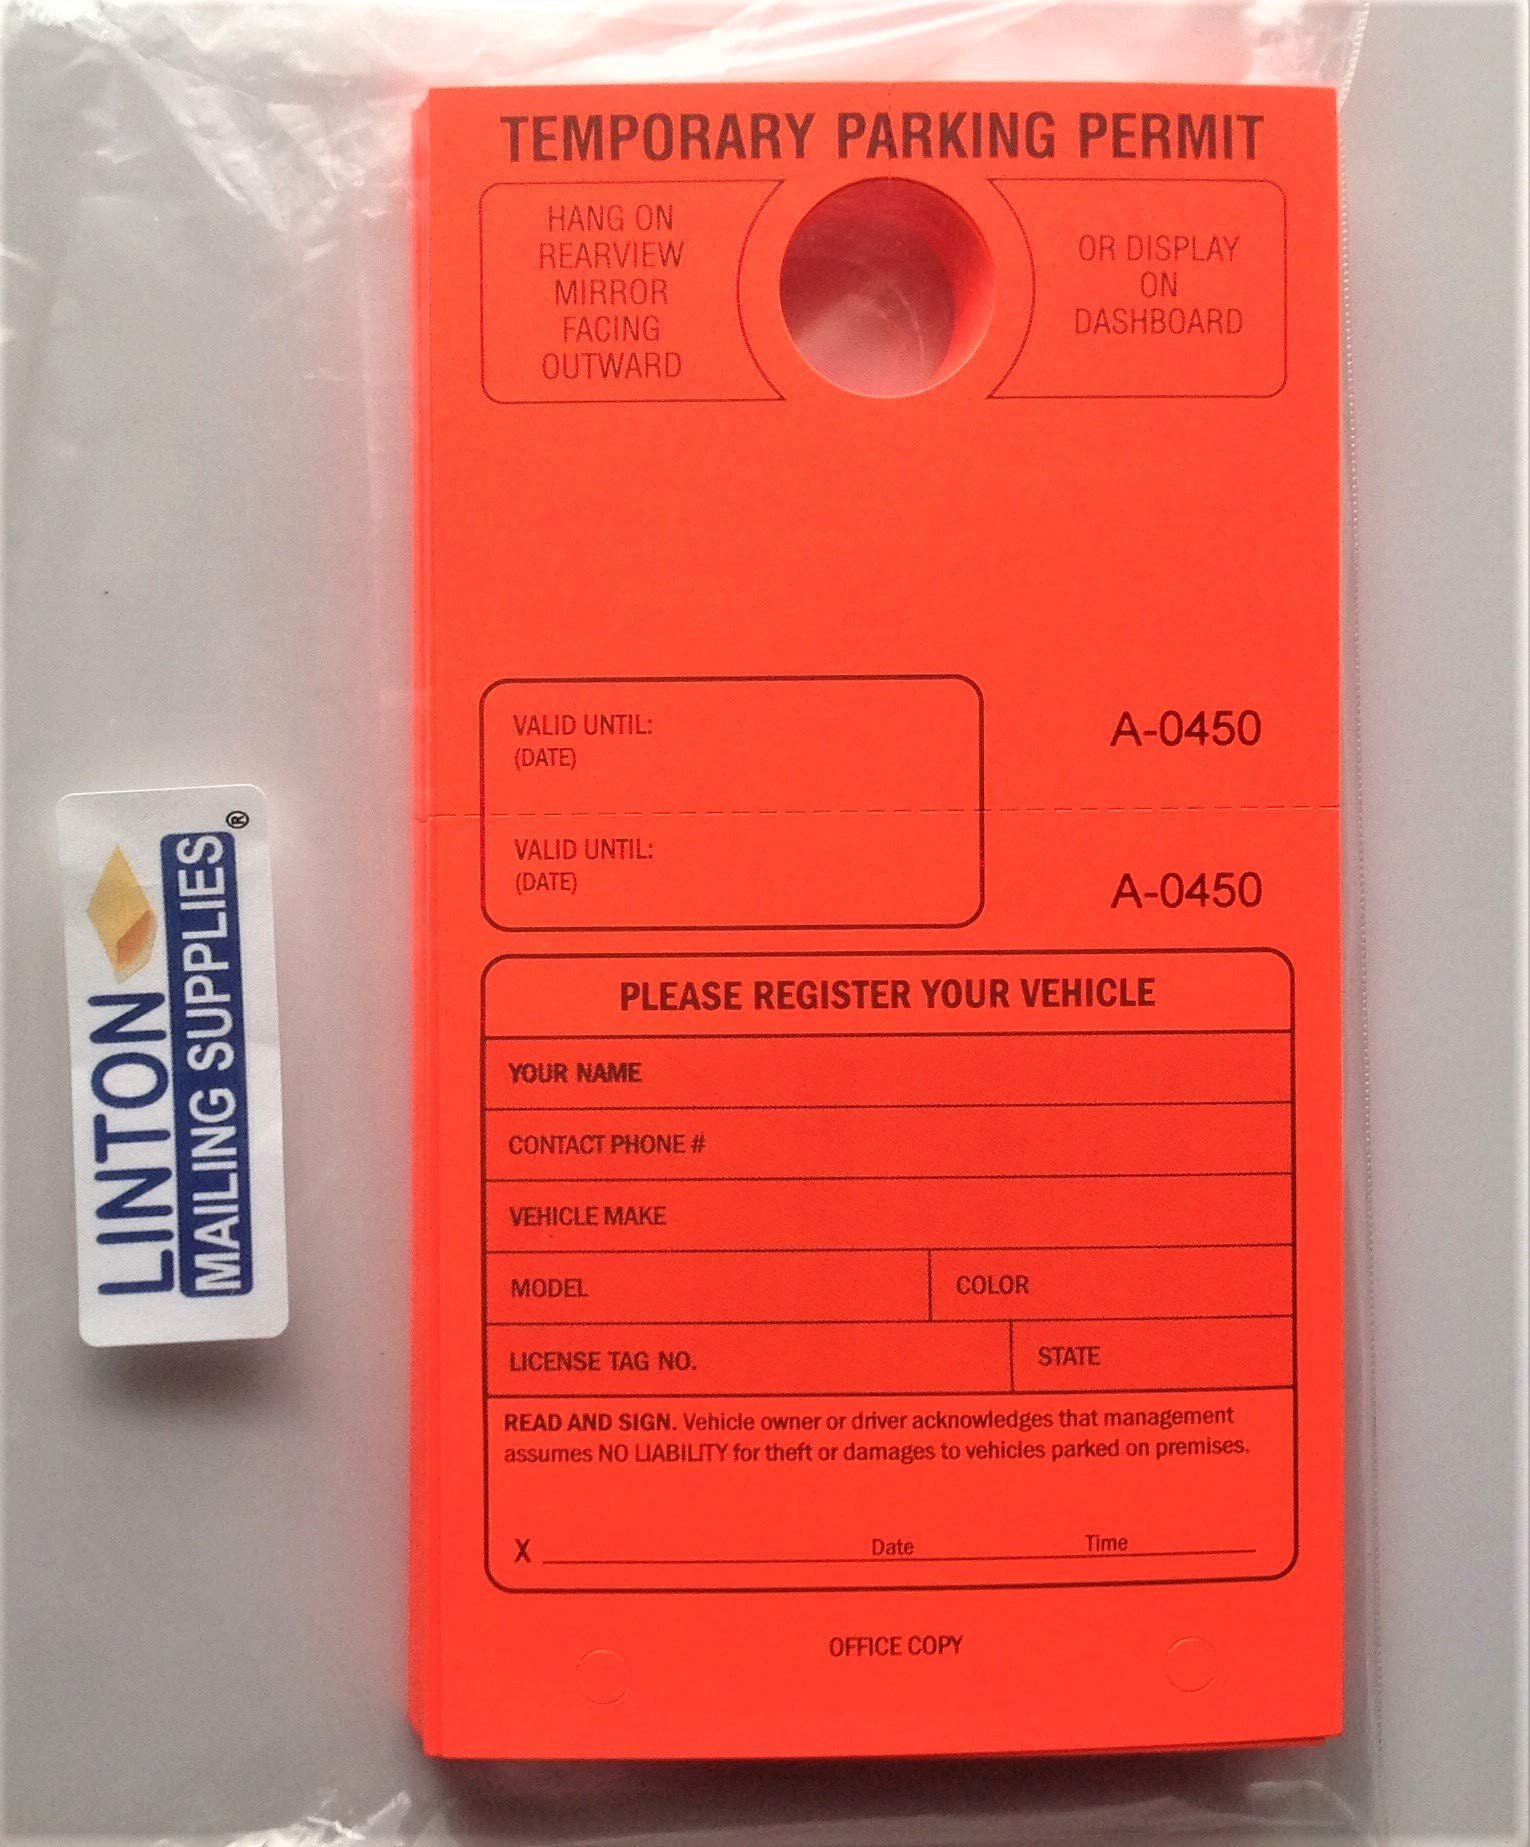 TEMPORARY PARKING PERMIT
HANG ON
REARVIEW
MIRROR
FACING
OUTWARD
OR DISPLAY
ON
DASHBOARD
VALID UNTIL:
(DATE)
A-0450
VALID UNTIL:
(DATE)
A-0450
PLEASE REGISTER YOUR VEHICLE
YOUR NAME
CONTACT PHONE #
VEHICLE MAKE
MODEL COLOR
LICENSE TAG NO. STATE
READ AND SIGN. Vehicle owner or driver acknowledges that management
assumes NO LIABILITY for theft or damages to vehicles parked on premises.
X Date Time
OFFICE COPY
LINTON
MAILING SUPPLIES®